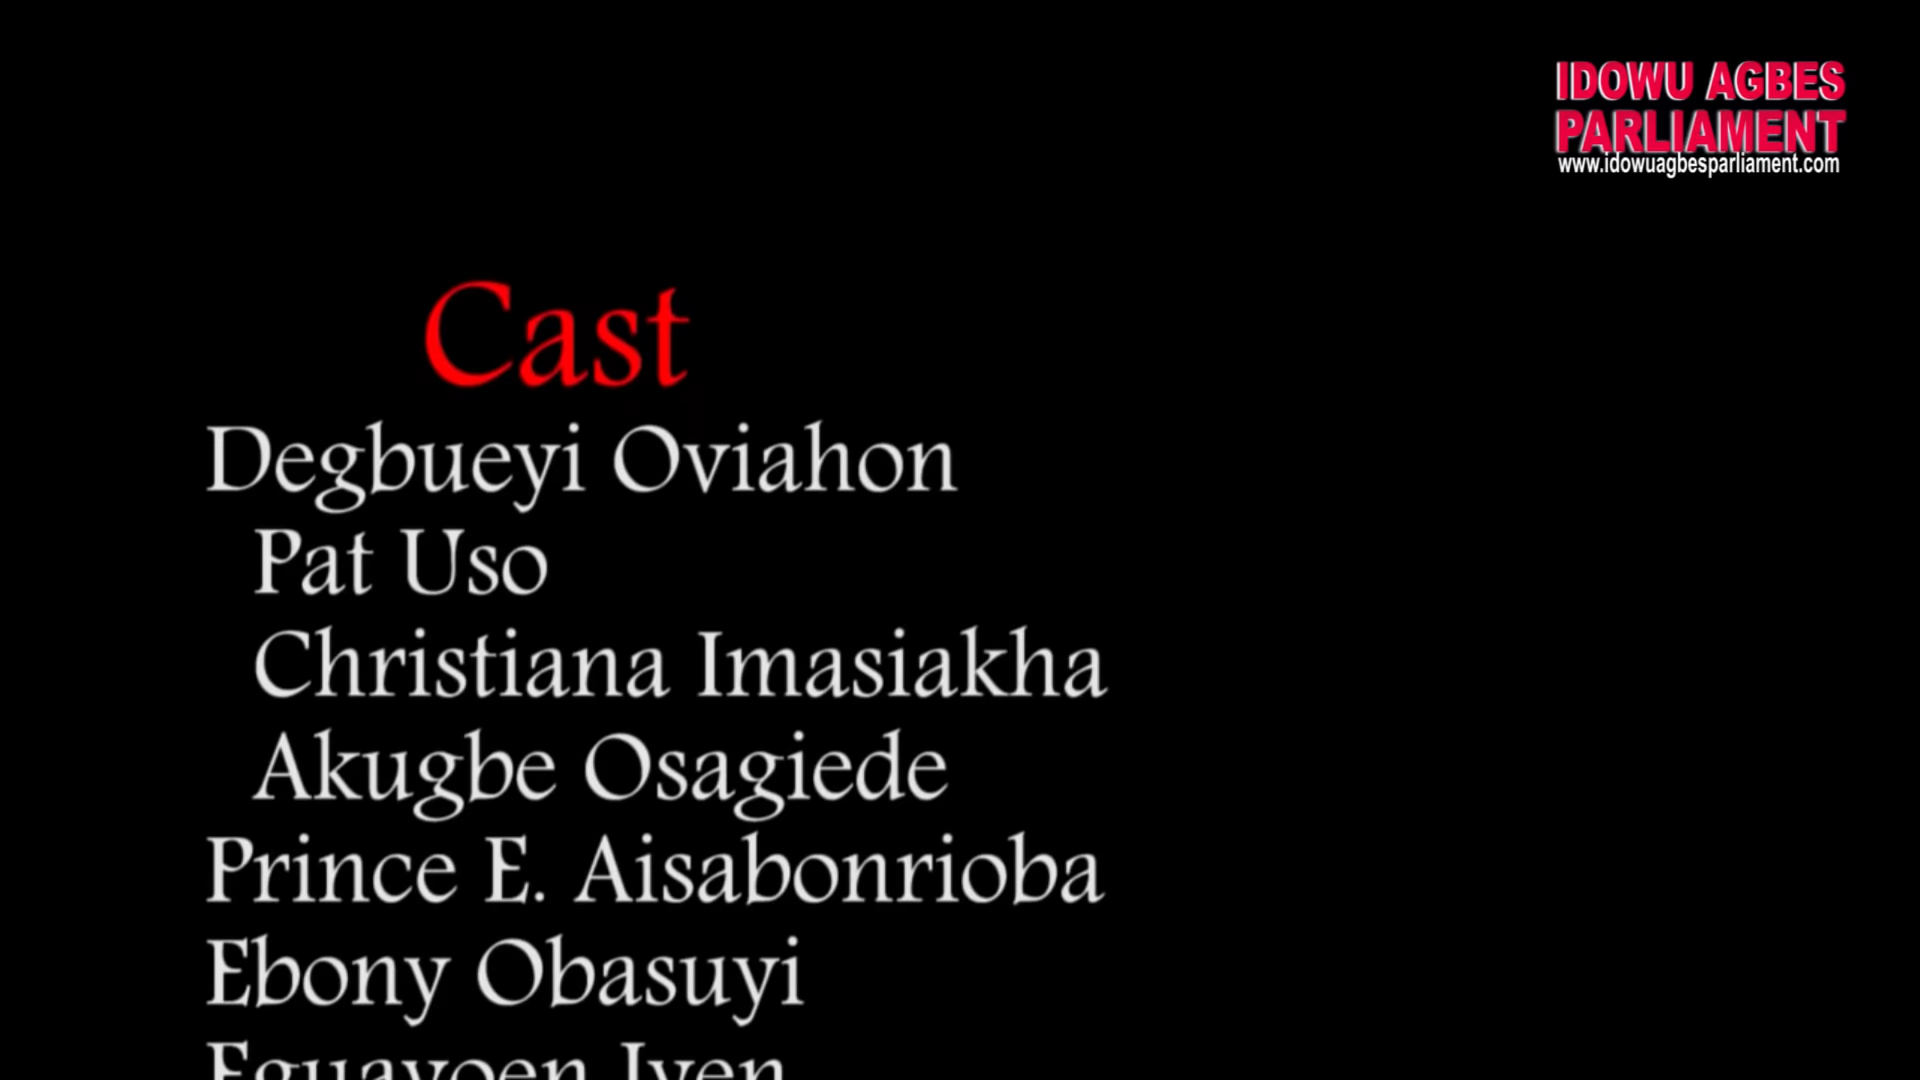 IDOWU AGBES
PARLIAMENT
www.idowuagbesparliament.com
Cast
Degbueyi Oviahon
Pat Uso
Christiana Imasiakha
Akugbe Osagiede
Prince E. Aisabonrioba
Ebony Obasuyi